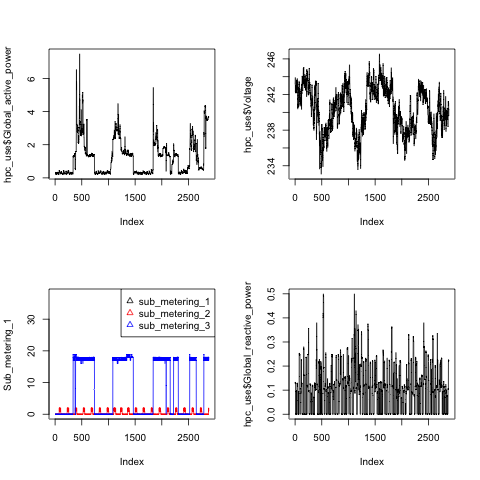 hpc_use$Global_active_power
0 2 4 6
0 500 1500 2500
Index
hpc_use$Voltage
234 238 242 246
0 500 1500 2500
Index
Sub_metering_1
0 10 20 30
sub_metering_1
sub_metering_2
sub_metering_3
0 500 1500 2500
Index
hpc_use$Global_reactive_power
0.0 0.1 0.2 0.3 0.4 0.5
0 500 1500 2500
Index